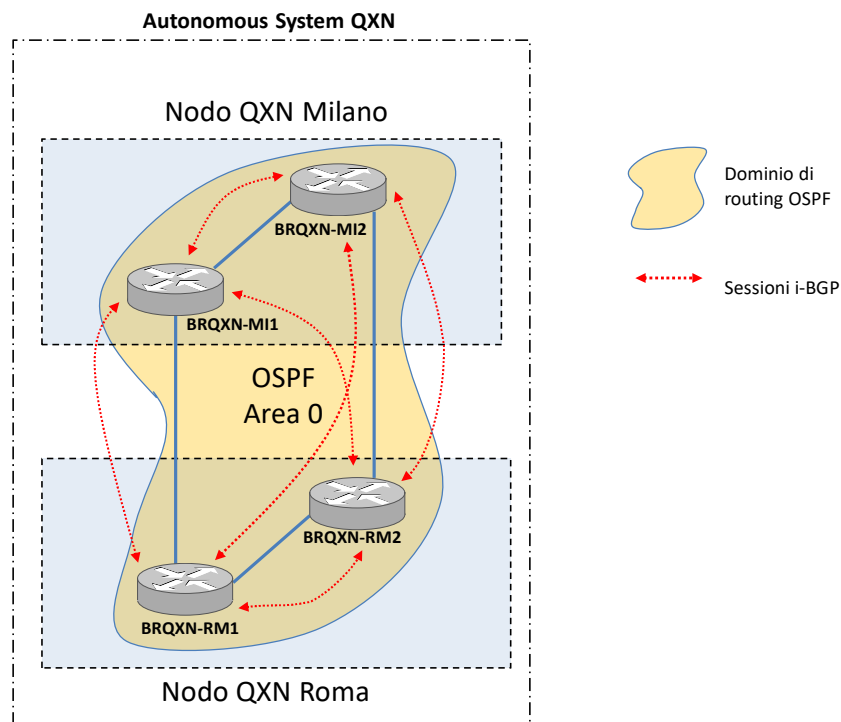 Autonomous System QXN
Nodo QXN Milano
BRQXN-MI2
BRQXN-MI1
OSPF
Area 0
BRQXN-RM2
BRQXN-RM1
Nodo QXN Roma
Dominio di
routing OSPF
Sessioni i-BGP